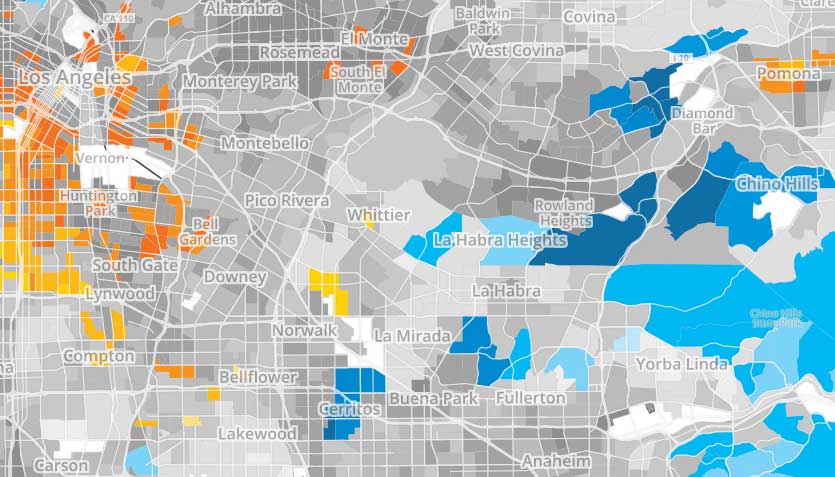 Alhambra
Baldwin
Park
Covina
CA 110
El Monte
Rosemead
West Covina
I 10
Los Angeles
South El
Monte
Pomona
Monterey Park
Diamond
Bar
Montebello
Vernon
Chino Hills
Huntington
Park
Pico Rivera
Whittier
Rowland
Heights
Bell
Gardens
La Habra Heights
South Gate
Downey
Lynwood
La Habra
Chino Hills
State Park
Norwalk
La Mirada
Compton
Yorba Linda
Bellflower
Buena Park
Fullerton
Cerritos
Lakewood
Carson
Anaheim